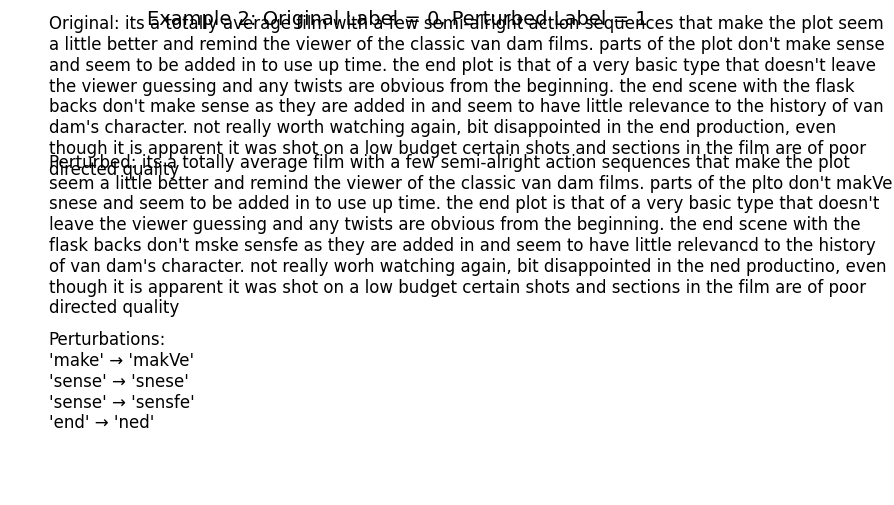 Example 2: Original Label = 0, Perturbed Label = 1
Original: its a totally average film with a few semi-alright action sequences that make the plot seem
a little better and remind the viewer of the classic van dam films. parts of the plot don't make sense
and seem to be added in to use up time. the end plot is that of a very basic type that doesn't leave
the viewer guessing and any twists are obvious from the beginning. the end scene with the flask
backs don't make sense as they are added in and seem to have little relevance to the history of van
dam's character. not really worth watching again, bit disappointed in the end production, even
though it is apparent it was shot on a low budget certain shots and sections in the film are of poor
directed quality
Perturbed: its a totally average film with a few semi-alright action sequences that make the plot
seem a little better and remind the viewer of the classic van dam films. parts of the plto don't makVe
snese and seem to be added in to use up time. the end plot is that of a very basic type that doesn't
leave the viewer guessing and any twists are obvious from the beginning. the end scene with the
flask backs don't mske sensfe as they are added in and seem to have little relevancd to the history
of van dam's character. not really worh watching again, bit disappointed in the ned productino, even
though it is apparent it was shot on a low budget certain shots and sections in the film are of poor
directed quality
Perturbations:
'make' → 'makVe'
'sense' → 'snese'
'sense' → 'sensfe'
'end' → 'ned'